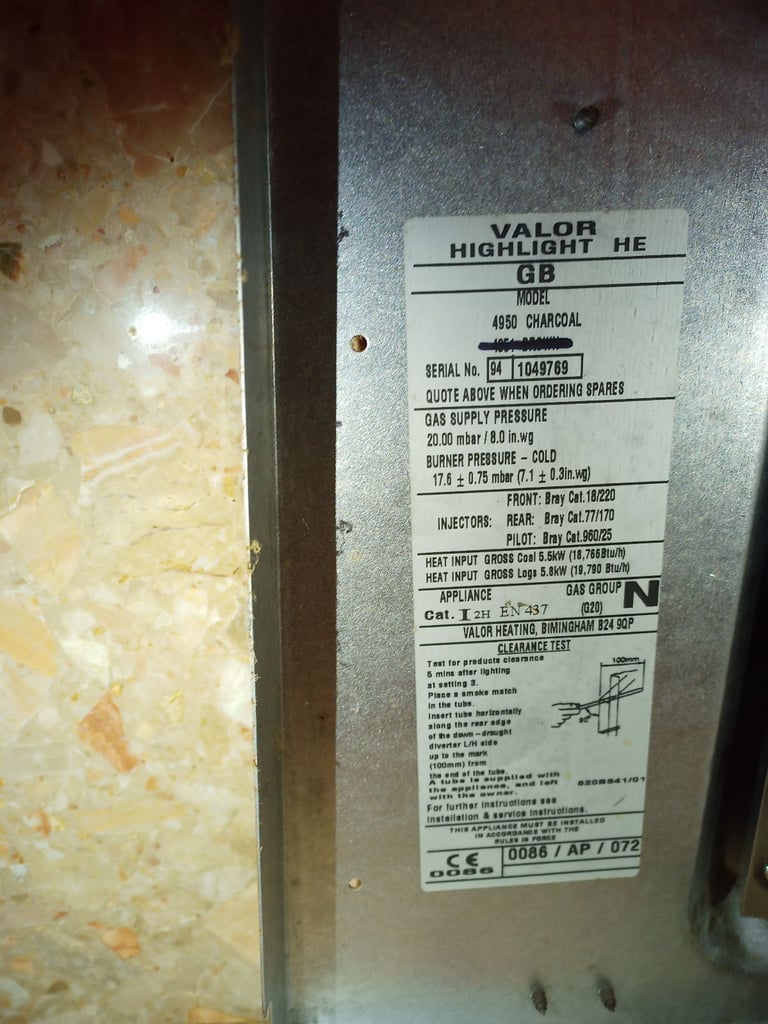 VALOR
HIGHLIGHT HE
GB
MODEL
4950 CHARCOAL
SERIAL No. 94 1049769
QUOTE ABOVE WHEN ORDERING SPARES
GAS SUPPLY PRESSURE
20.00 mbar / 8.0 in.wg
BURNER PRESSURE – COLD
17.6 ± 0.75 mbar (7.1 ± 0.3in.wg)
FRONT: Bray Cat.18/220
INJECTORS: REAR: Bray Cat.77/170
PILOT: Bray Cat.960/25
HEAT INPUT GROSS Coal 5.5kW (18,766Btu/h)
HEAT INPUT GROSS Logs 5.8kW (19,790 Btu/h)
APPLIANCE GAS GROUP N
Cat. I 2H EN 437 (G20)
VALOR HEATING, BIMINGHAM B24 9QP
CLEARANCE TEST
Test for products clearance
5 mins after lighting
at setting 3.
Place a smoke match
in the tube.
Insert tube horizontally
along the rear edge
of the down-draught
diverter L/H side
up to the mark
(100mm) from
the end of the tube.
100mm
90°
A tube is supplied with
the appliance, and left
with the owner.
620B541/01
For further instructions see
Installation & service instructions.
THIS APPLIANCE MUST BE INSTALLED
IN ACCORDANCE WITH THE
RULES IN FORCE
CE
0086
0086 / AP / 072